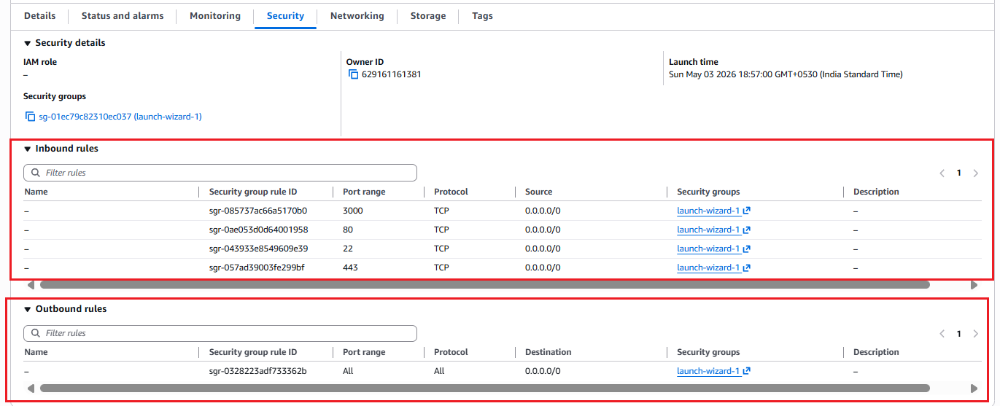 Details Status and alarms Monitoring Security Networking Storage Tags
Security details
IAM role Owner ID Launch time
– 629161161381 Sun May 03 2026 18:57:00 GMT+0530 (India Standard Time)
Security groups
sg-01ec79c82310ec037 (launch-wizard-1)
Inbound rules
Filter rules 1
Name Security group rule ID Port range Protocol Source Security groups Description
– sgr-085737ac66a5170b0 3000 TCP 0.0.0.0/0 launch-wizard-1 –
– sgr-0ae053d0d64001958 80 TCP 0.0.0.0/0 launch-wizard-1 –
– sgr-043933e8549609e39 22 TCP 0.0.0.0/0 launch-wizard-1 –
– sgr-057ad39003fe299bf 443 TCP 0.0.0.0/0 launch-wizard-1 –
Outbound rules
Filter rules 1
Name Security group rule ID Port range Protocol Destination Security groups Description
– sgr-0328223adf733362b All All 0.0.0.0/0 launch-wizard-1 –